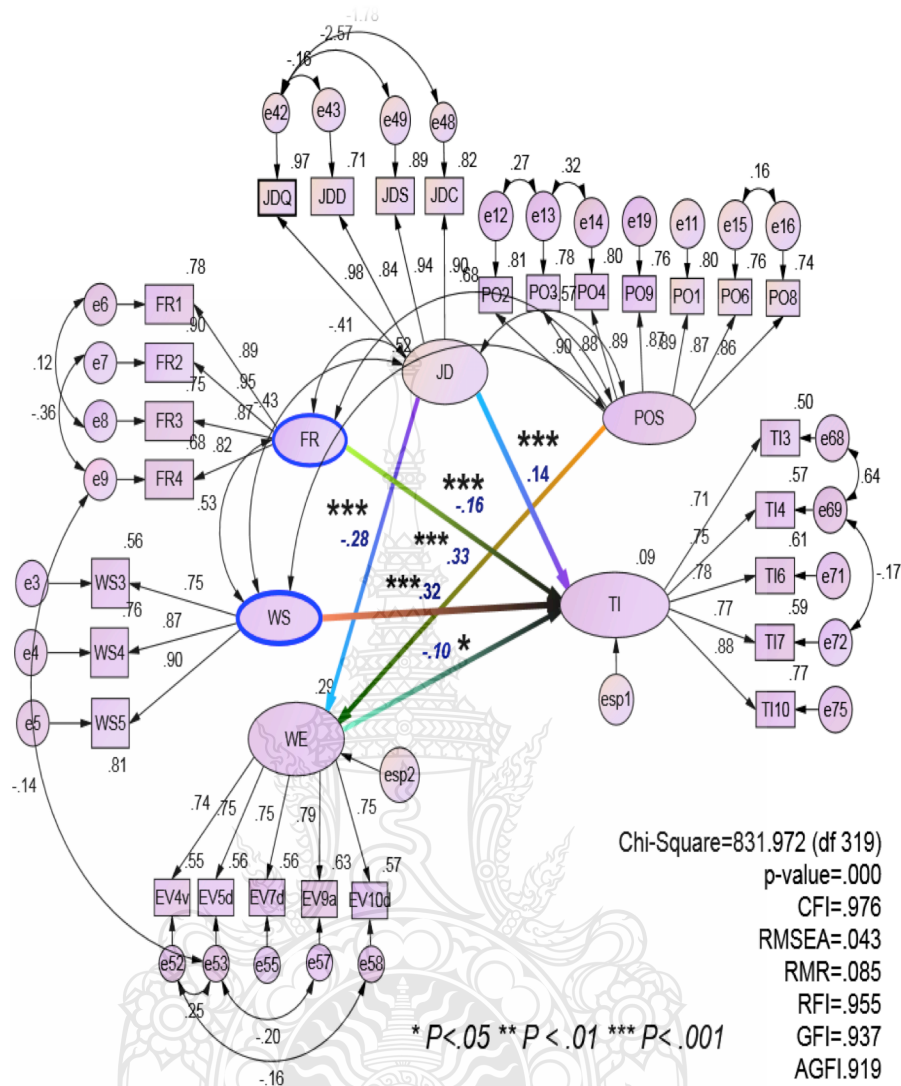 -1.78
-2.57
-.16
e42 e43 e49 e48
.97 .71 .89 .82
JDQ JDD JDS JDC
.27 .32 .16
e12 e13 e14 e19 e11 e15 e16
.81 .78 .80 .76 .80 .76 .74
PO2 PO3 PO4 PO9 PO1 PO6 PO8
.98 .84 .94 .90 .68 -.57
.90 .88 .89 .87 .89 .87 .86
.78
e6 FR1
.90
e7 FR2
.75
e8 FR3
.68
e9 FR4
.12
-.36
.89
.95
.87
.82
-.41
.52
-.43
.53
JD
POS
FR
***
.14
***
-.16
***
-.28
***
.33
***.32
-.10 *
.50
TI3 e68
.64
.57
TI4 e69
.61
TI6 e71
-.17
.59
TI7 e72
.77
TI10 e75
.71
.75
.78
.77
.88
.09
TI
esp1
.56
e3 WS3
.76
e4 WS4
e5 WS5
.81
.75
.87
.90
WS
-.14
.29
WE
esp2
.74 .75 .75 .79 .75
.55 .56 .56 .63 .57
EV4v EV5d EV7d EV9a EV10d
e52 e53 e55 e57 e58
.25
-.20
-.16
Chi-Square=831.972 (df 319)
p-value=.000
CFI=.976
RMSEA=.043
RMR=.085
RFI=.955
GFI=.937
AGFI.919
* P<.05 ** P < .01 *** P< .001